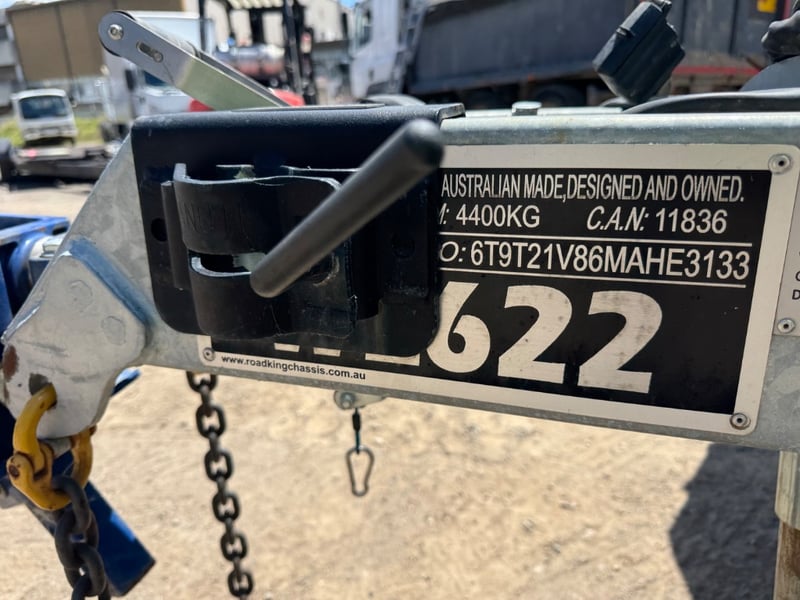 AUSTRALIAN MADE,DESIGNED AND OWNED.
: 4400KG C.A.N: 11836
O: 6T9T21V86MAHE3133
622
www.roadkingchassis.com.au